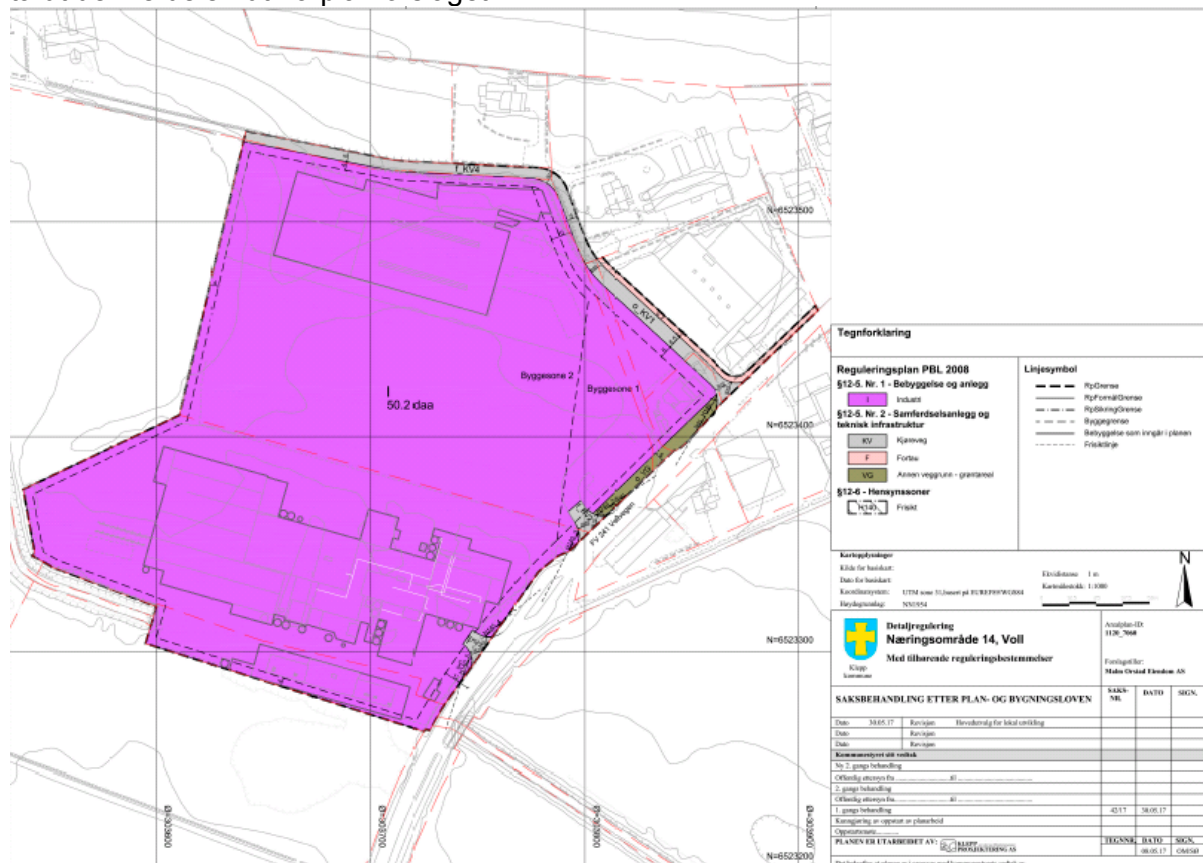 f_KV4
N=6523500
o_KV1
Byggesone 2
Byggesone 1
I
50.2 daa
N=6523400
o_VG
FV 241 Vollvegen
N=6523300
N=6523200
Tegnforklaring
Reguleringsplan PBL 2008
§12-5. Nr. 1 - Bebyggelse og anlegg
I Industri
§12-5. Nr. 2 - Samferdselsanlegg og
teknisk infrastruktur
KV Kjøreveg
F Fortau
VG Annen veggrunn - grøntareal
§12-6 - Hensynssoner
H140 Frisikt
Linjesymbol
RpGrense
RpFormålGrense
RpSikringGrense
Byggegrense
Bebyggelse som inngår i planen
Frisiktlinje
Kartopplysninger
Kilde for basiskart:
Dato for basiskart:
Koordinatsystem: UTM sone 32, basert på EUREF89/WGS84
Høydegrunnlag: NN1954
Ekvidistanse 1 m
Kartmålestokk: 1:1000
N
Klepp
kommune
Detaljregulering
Næringsområde 14, Voll
Med tilhørende reguleringsbestemmelser
Arealplan-ID:
1120_7060
Forslagstiller:
Malm Orstad Eiendom AS
SAKSBEHANDLING ETTER PLAN- OG BYGNINGSLOVEN
SAKS-
NR.
DATO
SIGN.
Dato 30.05.17 Revisjon Hovedutvalg for lokal utvikling
Dato Revisjon
Dato Revisjon
Kommunestyret sitt vedtak
Ny 2. gangs behandling
Offentlig ettersyn fra til
2. gangs behandling
Offentlig ettersyn fra til
1. gangs behandling 42/17 30.05.17
Kunngjøring av oppstart av planarbeid
Oppstartsmøte
PLANEN ER UTARBEIDET AV: KLEPP
PROSJEKTERING AS
TEGNNR. DATO SIGN.
08.05.17